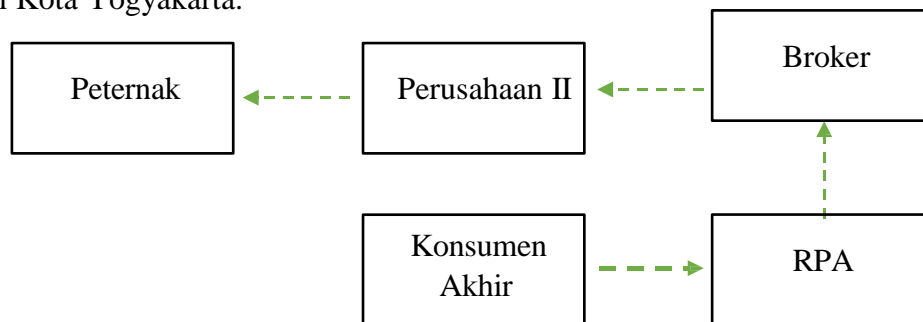 Kota Yogyakarta.
Peternak
Perusahaan II
Broker
Konsumen
Akhir
RPA